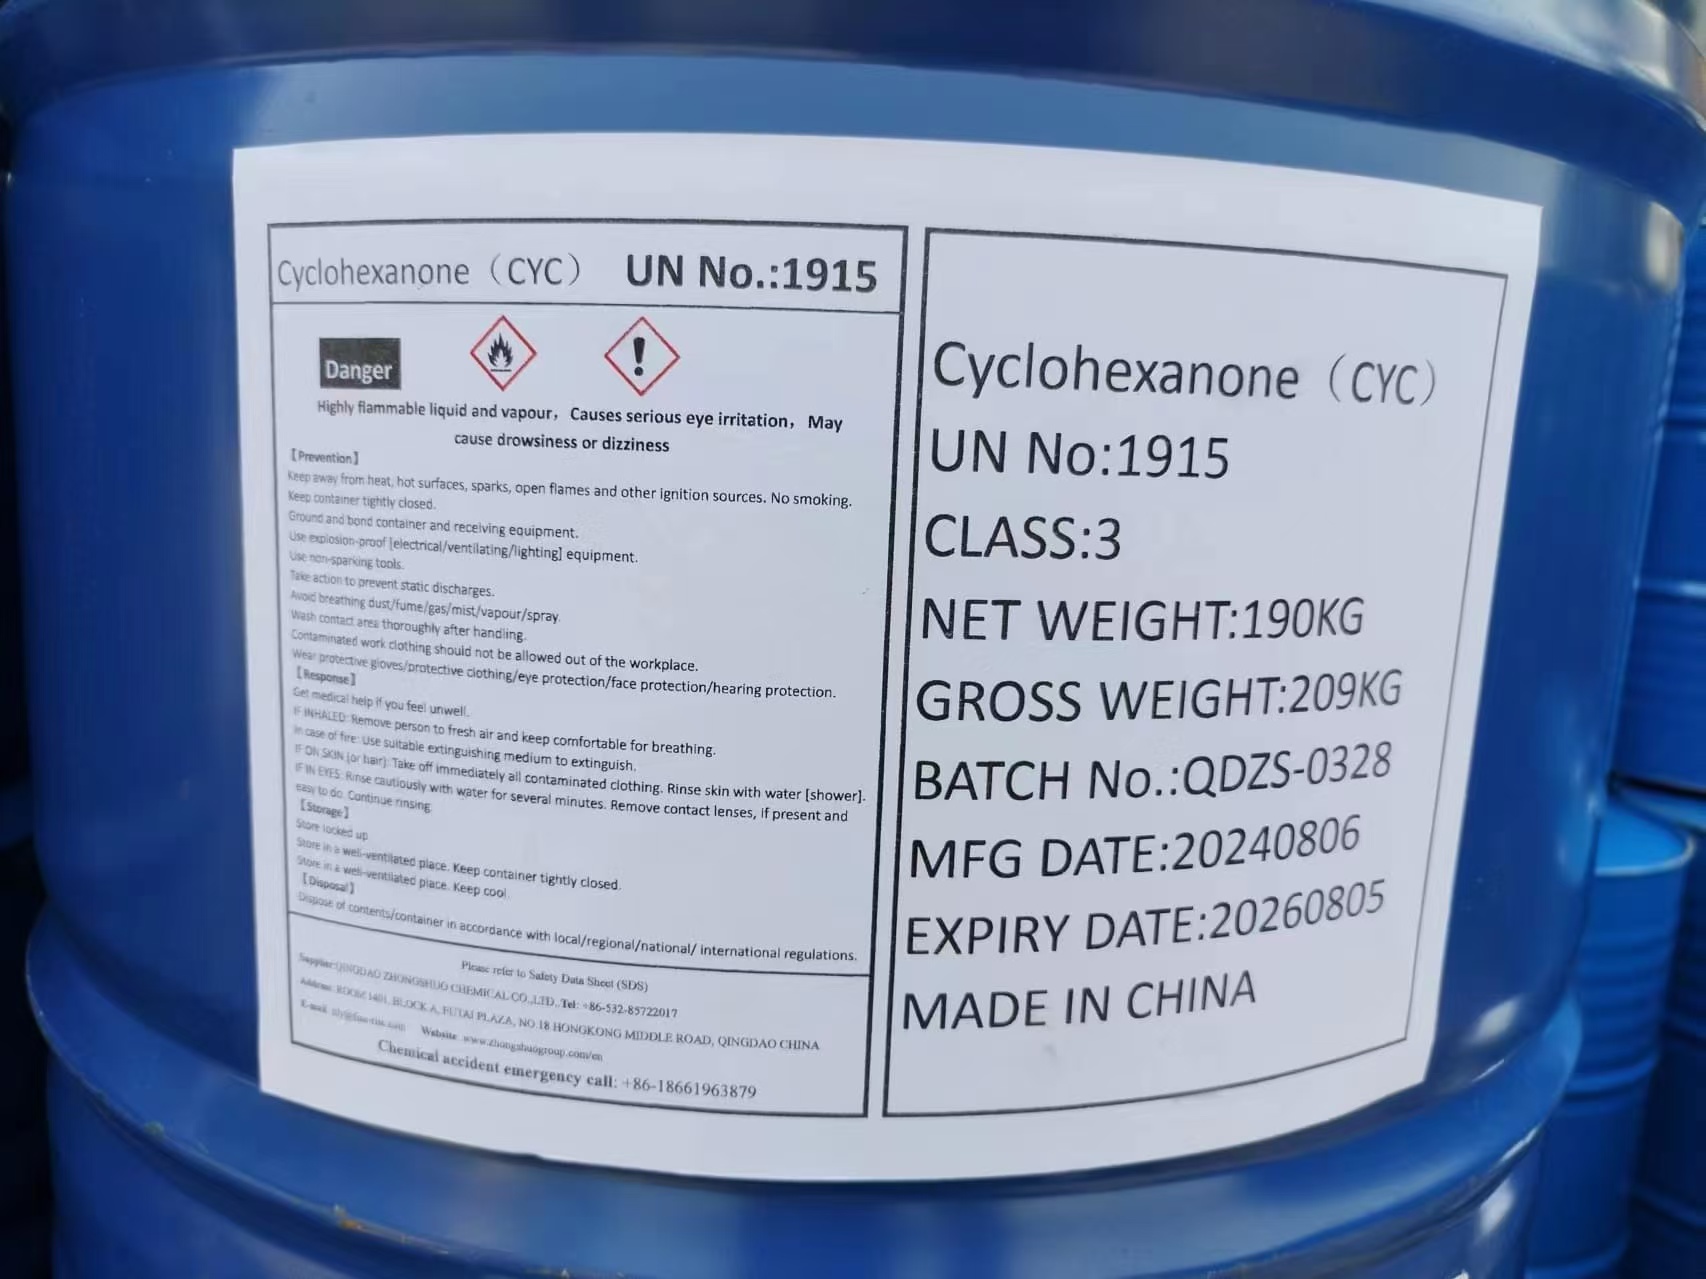 Cyclohexanone（CYC） UN No.:1915
Danger
Highly flammable liquid and vapour，Causes serious eye irritation，May
cause drowsiness or dizziness
【Prevention】
Keep away from heat, hot surfaces, sparks, open flames and other ignition sources. No smoking.
Keep container tightly closed.
Ground and bond container and receiving equipment.
Use explosion-proof [electrical/ventilating/lighting] equipment.
Use non-sparking tools.
Take action to prevent static discharges.
Avoid breathing dust/fume/gas/mist/vapour/spray.
Wash contact area thoroughly after handling.
Contaminated work clothing should not be allowed out of the workplace.
Wear protective gloves/protective clothing/eye protection/face protection/hearing protection.
【Response】
Get medical help if you feel unwell.
IF INHALED: Remove person to fresh air and keep comfortable for breathing.
In case of fire: Use suitable extinguishing medium to extinguish.
IF ON SKIN (or hair): Take off immediately all contaminated clothing. Rinse skin with water [shower].
IF IN EYES: Rinse cautiously with water for several minutes. Remove contact lenses, if present and
easy to do. Continue rinsing.
【Storage】
Store locked up.
Store in a well-ventilated place. Keep container tightly closed.
Store in a well-ventilated place. Keep cool.
【Disposal】
Dispose of contents/container in accordance with local/regional/national/ international regulations.
Please refer to Safety Data Sheet (SDS)
Supplier:QINGDAO ZHONGSHUO CHEMICAL CO.,LTD. Tel: +86-532-85722017
Address: ROOM 1401, BLOCK A, FUTAI PLAZA, NO.18 HONGKONG MIDDLE ROAD, QINGDAO CHINA
E-mail Website: www.zhongshuogroup.com/en
Chemical accident emergency call: +86-18661963879
Cyclohexanone（CYC）
UN No:1915
CLASS:3
NET WEIGHT:190KG
GROSS WEIGHT:209KG
BATCH No.:QDZS-0328
MFG DATE:20240806
EXPIRY DATE:20260805
MADE IN CHINA